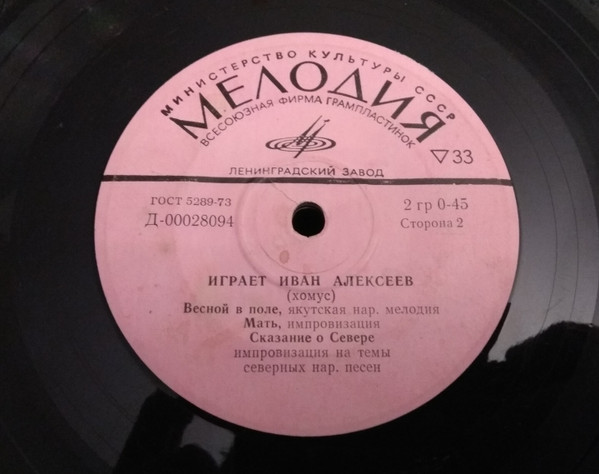 МИНИСТЕРСТВО КУЛЬТУРЫ СССР
МЕЛОДИЯ
ВСЕСОЮЗНАЯ ФИРМА ГРАМПЛАСТИНОК
▽33
ЛЕНИНГРАДСКИЙ ЗАВОД
ГОСТ 5289-73
2 гр 0-45
Д-00028094
Сторона 2
ИГРАЕТ ИВАН АЛЕКСЕЕВ
(хомус)
Весной в поле, якутская нар. мелодия
Мать, импровизация
Сказание о Севере
импровизация на темы
северных нар. песен